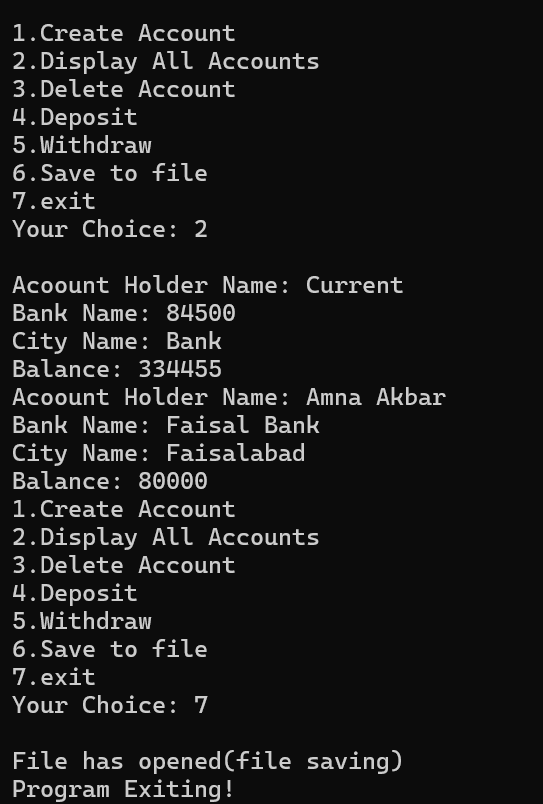 1.Create Account
2.Display All Accounts
3.Delete Account
4.Deposit
5.Withdraw
6.Save to file
7.exit
Your Choice: 2
Acoount Holder Name: Current
Bank Name: 84500
City Name: Bank
Balance: 334455
Acoount Holder Name: Amna Akbar
Bank Name: Faisal Bank
City Name: Faisalabad
Balance: 80000
1.Create Account
2.Display All Accounts
3.Delete Account
4.Deposit
5.Withdraw
6.Save to file
7.exit
Your Choice: 7
File has opened(file saving)
Program Exiting!